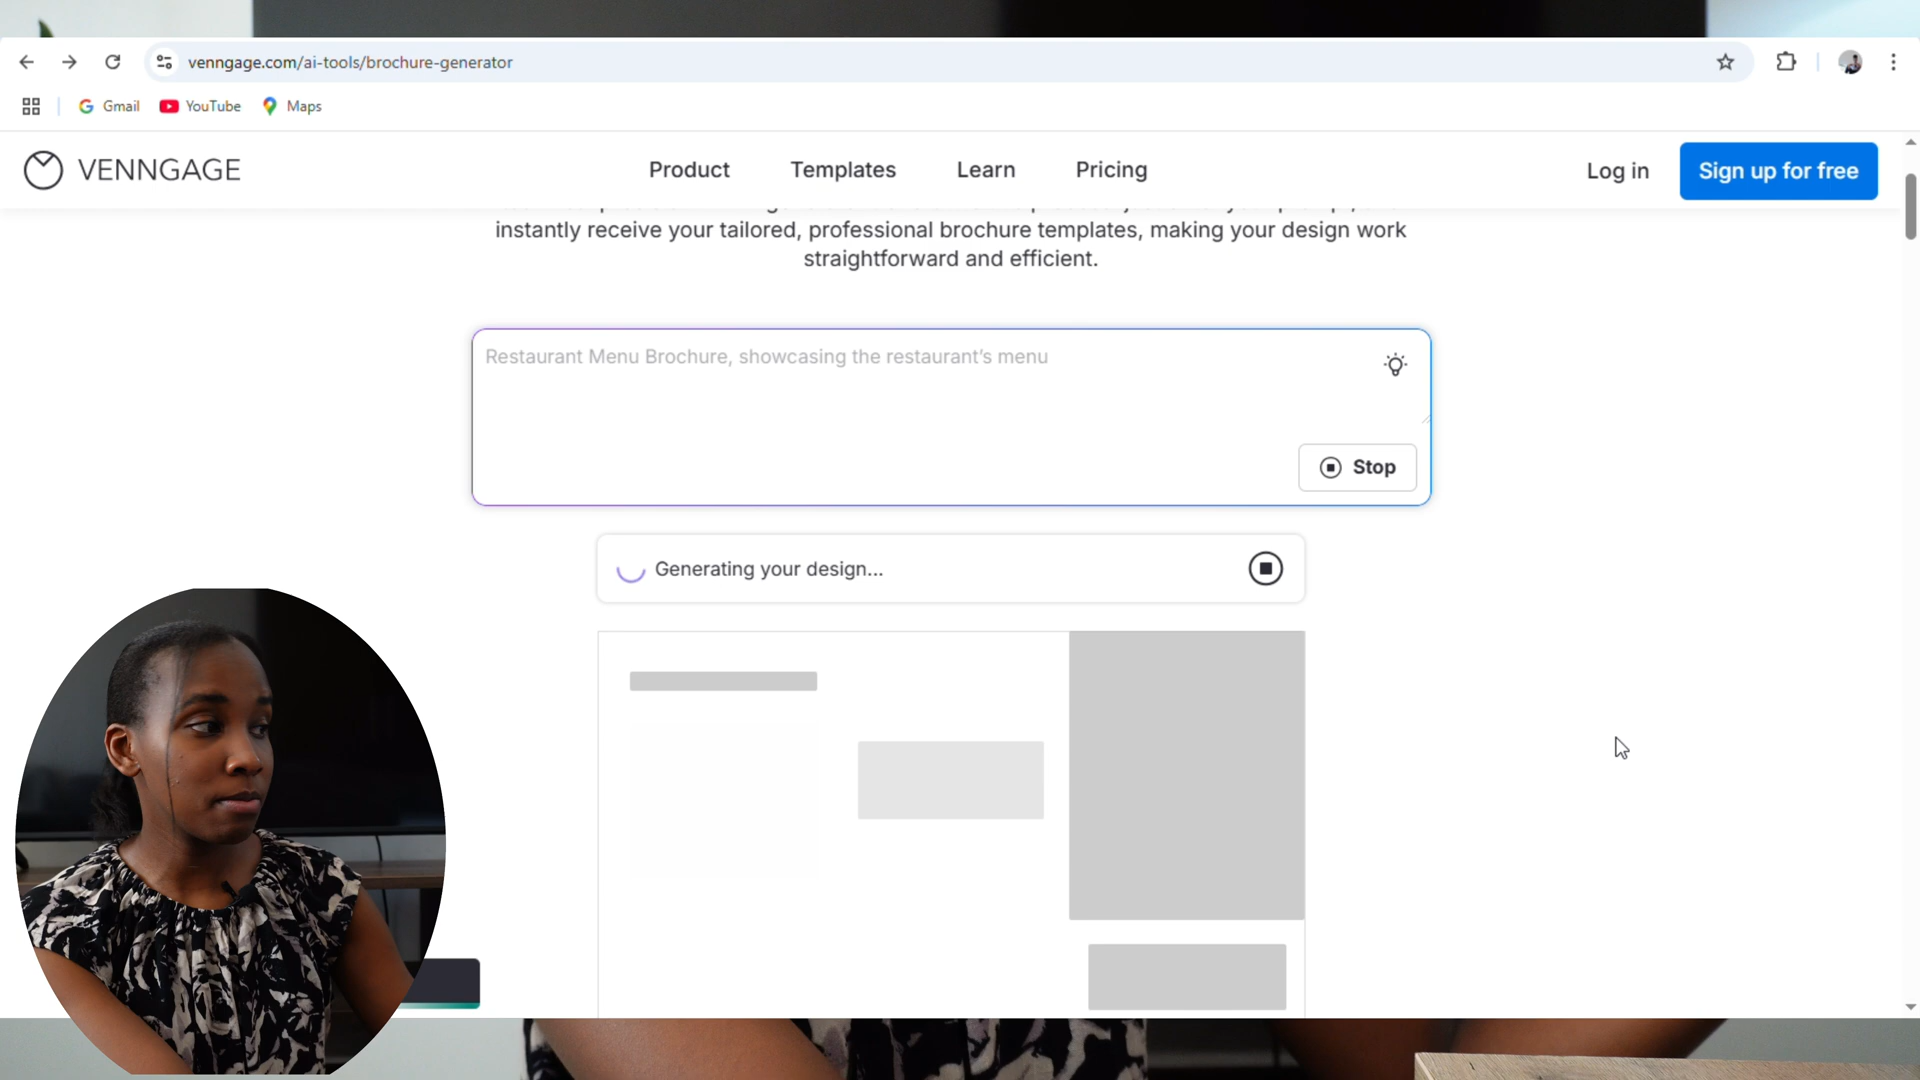 venngage.com/ai-tools/brochure-generator
Gmail YouTube Maps
VENNGAGE Product Templates Learn Pricing Log in Sign up for free
instantly receive your tailored, professional brochure templates, making your design work
straightforward and efficient.
Restaurant Menu Brochure, showcasing the restaurant's menu
Stop
Generating your design...